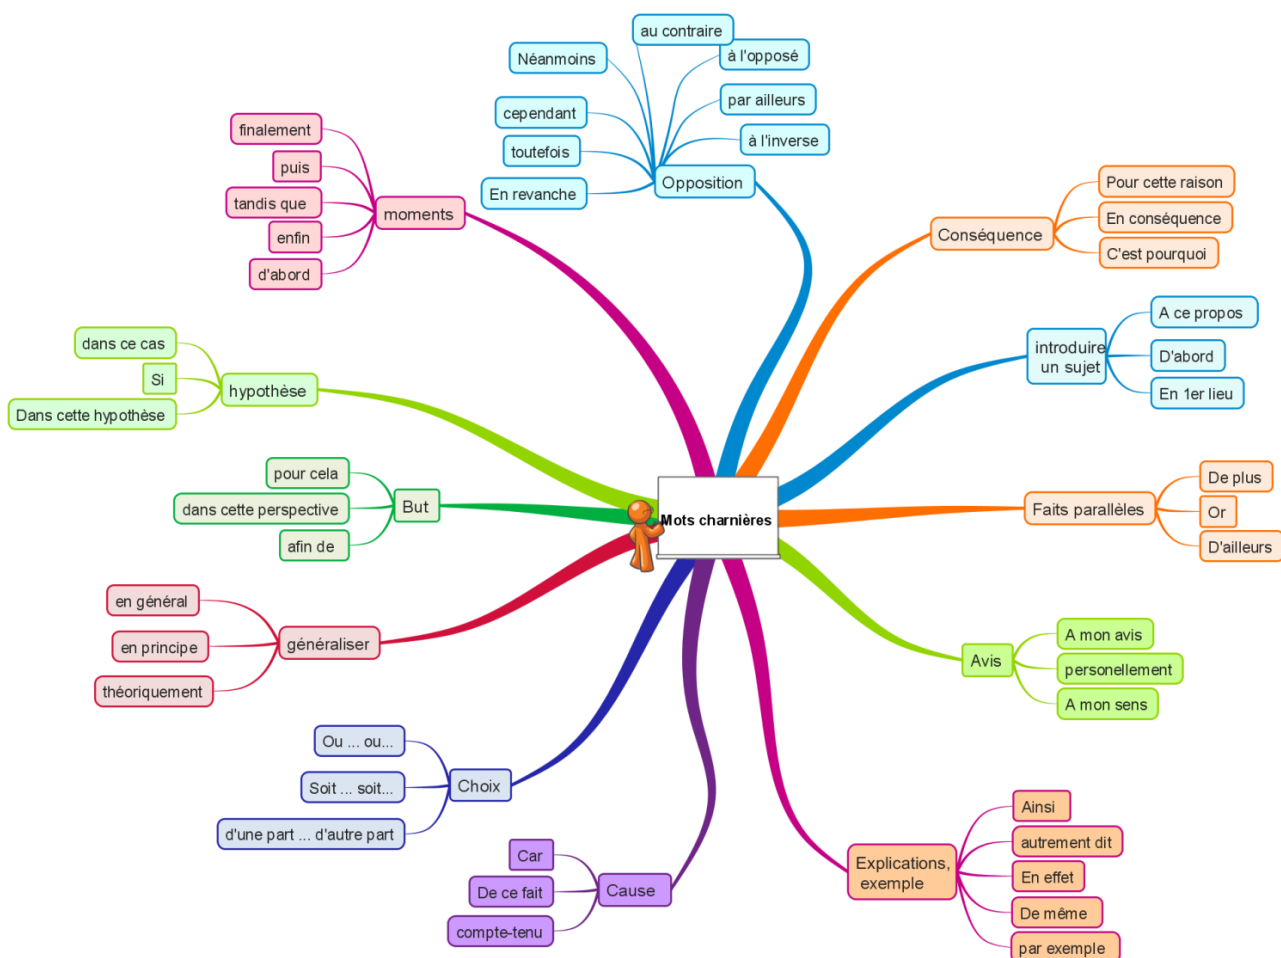 Mots charnières
Opposition
au contraire
à l'opposé
Néanmoins
par ailleurs
cependant
à l'inverse
toutefois
En revanche
Conséquence
Pour cette raison
En conséquence
C'est pourquoi
introduire
un sujet
A ce propos
D'abord
En 1er lieu
Faits parallèles
De plus
Or
D'ailleurs
Avis
A mon avis
personellement
A mon sens
Explications,
exemple
Ainsi
autrement dit
En effet
De même
par exemple
Cause
Car
De ce fait
compte-tenu
Choix
Ou ... ou...
Soit ... soit...
d'une part ... d'autre part
généraliser
en général
en principe
théoriquement
But
pour cela
dans cette perspective
afin de
hypothèse
dans ce cas
Si
Dans cette hypothèse
moments
finalement
puis
tandis que
enfin
d'abord